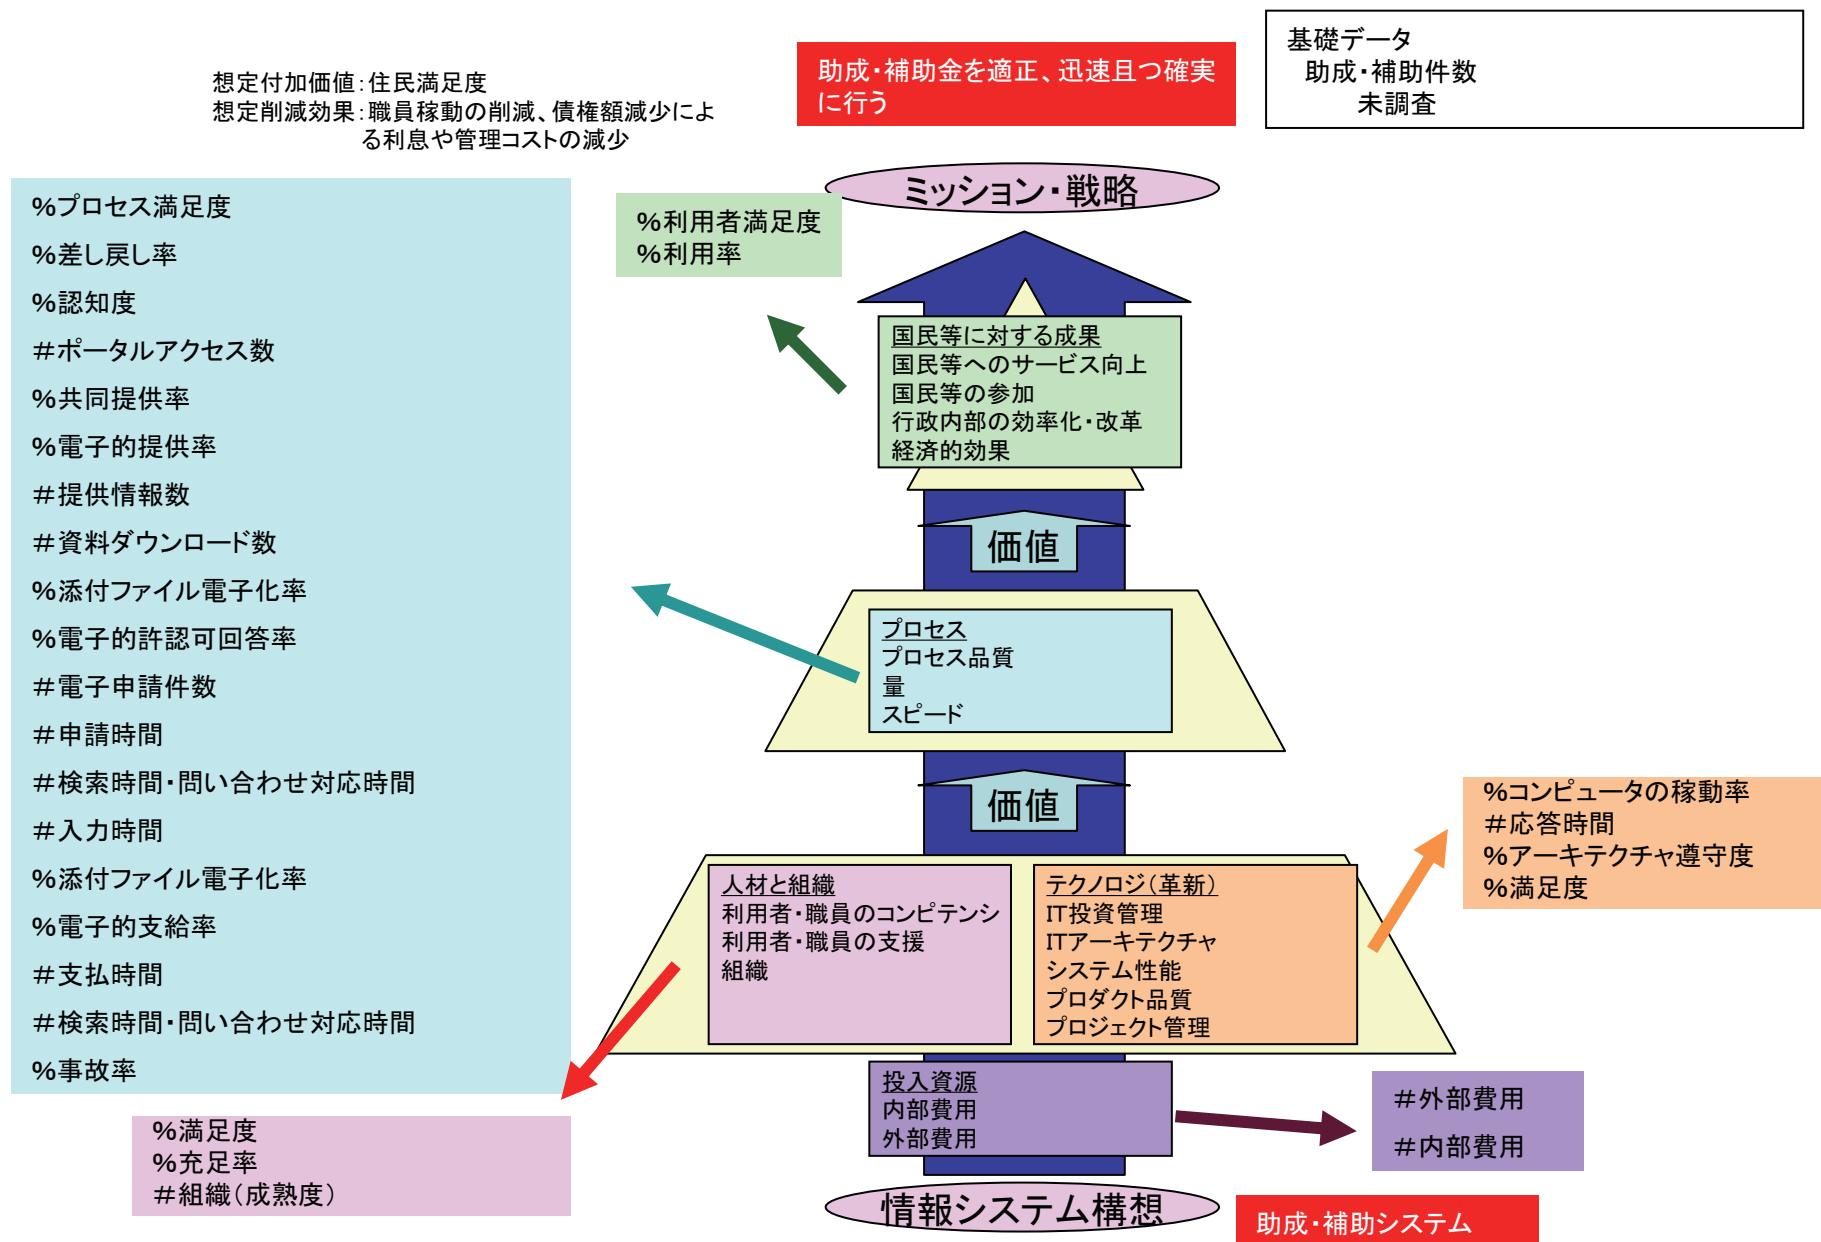 基礎データ
助成・補助件数
未調査
助成・補助金を適正、迅速且つ確実
に行う
想定付加価値：住民満足度
想定削減効果：職員稼動の削減、債権額減少によ
る利息や管理コストの減少
ミッション・戦略
%プロセス満足度
%差し戻し率
%認知度
＃ポータルアクセス数
%共同提供率
%電子的提供率
＃提供情報数
＃資料ダウンロード数
%添付ファイル電子化率
%電子的許認可回答率
＃電子申請件数
＃申請時間
＃検索時間・問い合わせ対応時間
＃入力時間
%添付ファイル電子化率
%電子的支給率
＃支払時間
＃検索時間・問い合わせ対応時間
%事故率
%利用者満足度
%利用率
国民等に対する成果
国民等へのサービス向上
国民等の参加
行政内部の効率化・改革
経済的効果
価値
プロセス
プロセス品質
量
スピード
価値
%コンピュータの稼動率
＃応答時間
%アーキテクチャ遵守度
%満足度
人材と組織
利用者・職員のコンピテンシ
利用者・職員の支援
組織
テクノロジ（革新）
IT投資管理
ITアーキテクチャ
システム性能
プロダクト品質
プロジェクト管理
投入資源
内部費用
外部費用
＃外部費用
＃内部費用
%満足度
%充足率
＃組織（成熟度）
情報システム構想
助成・補助システム